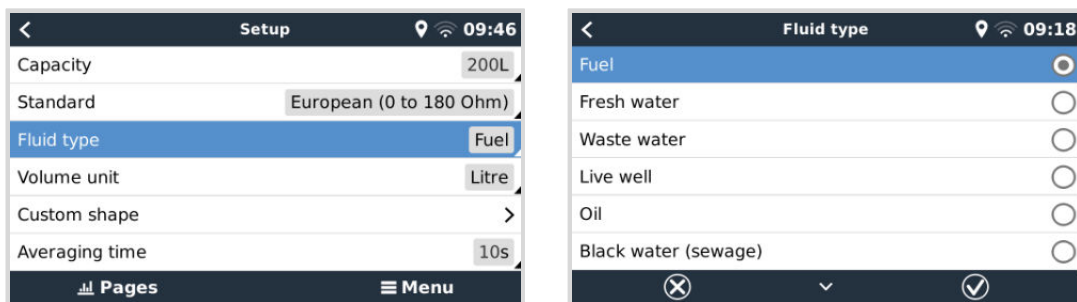 Setup 09:46
Capacity 200L
Standard European (0 to 180 Ohm)
Fluid type Fuel
Volume unit Litre
Custom shape
Averaging time 10s
Pages Menu
Fluid type 09:18
Fuel
Fresh water
Waste water
Live well
Oil
Black water (sewage)